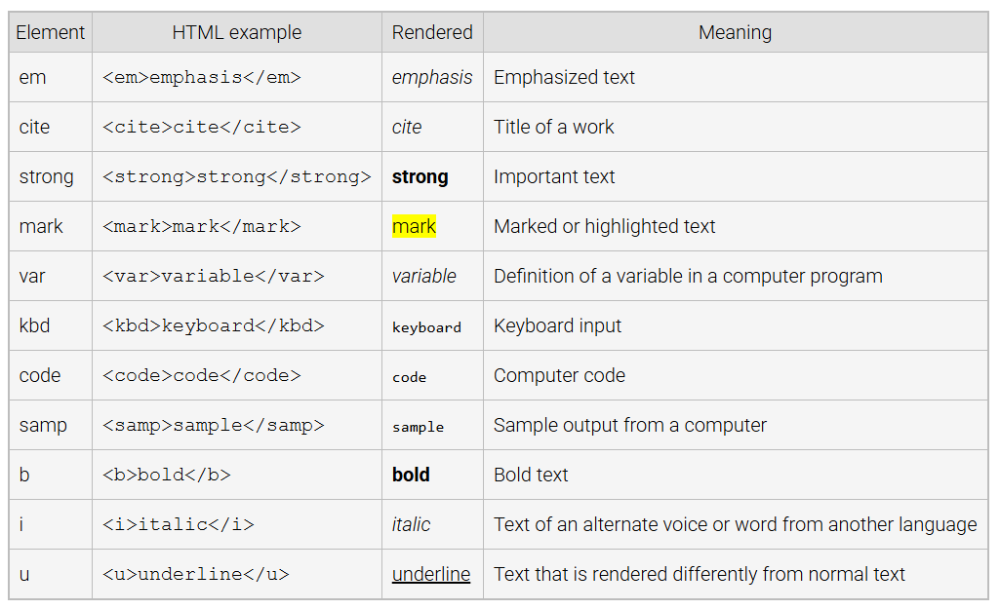 Element HTML example Rendered Meaning
em <em>emphasis</em> emphasis Emphasized text
cite <cite>cite</cite> cite Title of a work
strong <strong>strong</strong> strong Important text
mark <mark>mark</mark> mark Marked or highlighted text
var <var>variable</var> variable Definition of a variable in a computer program
kbd <kbd>keyboard</kbd> keyboard Keyboard input
code <code>code</code> code Computer code
samp <samp>sample</samp> sample Sample output from a computer
b <b>bold</b> bold Bold text
i <i>italic</i> italic Text of an alternate voice or word from another language
u <u>underline</u> underline Text that is rendered differently from normal text